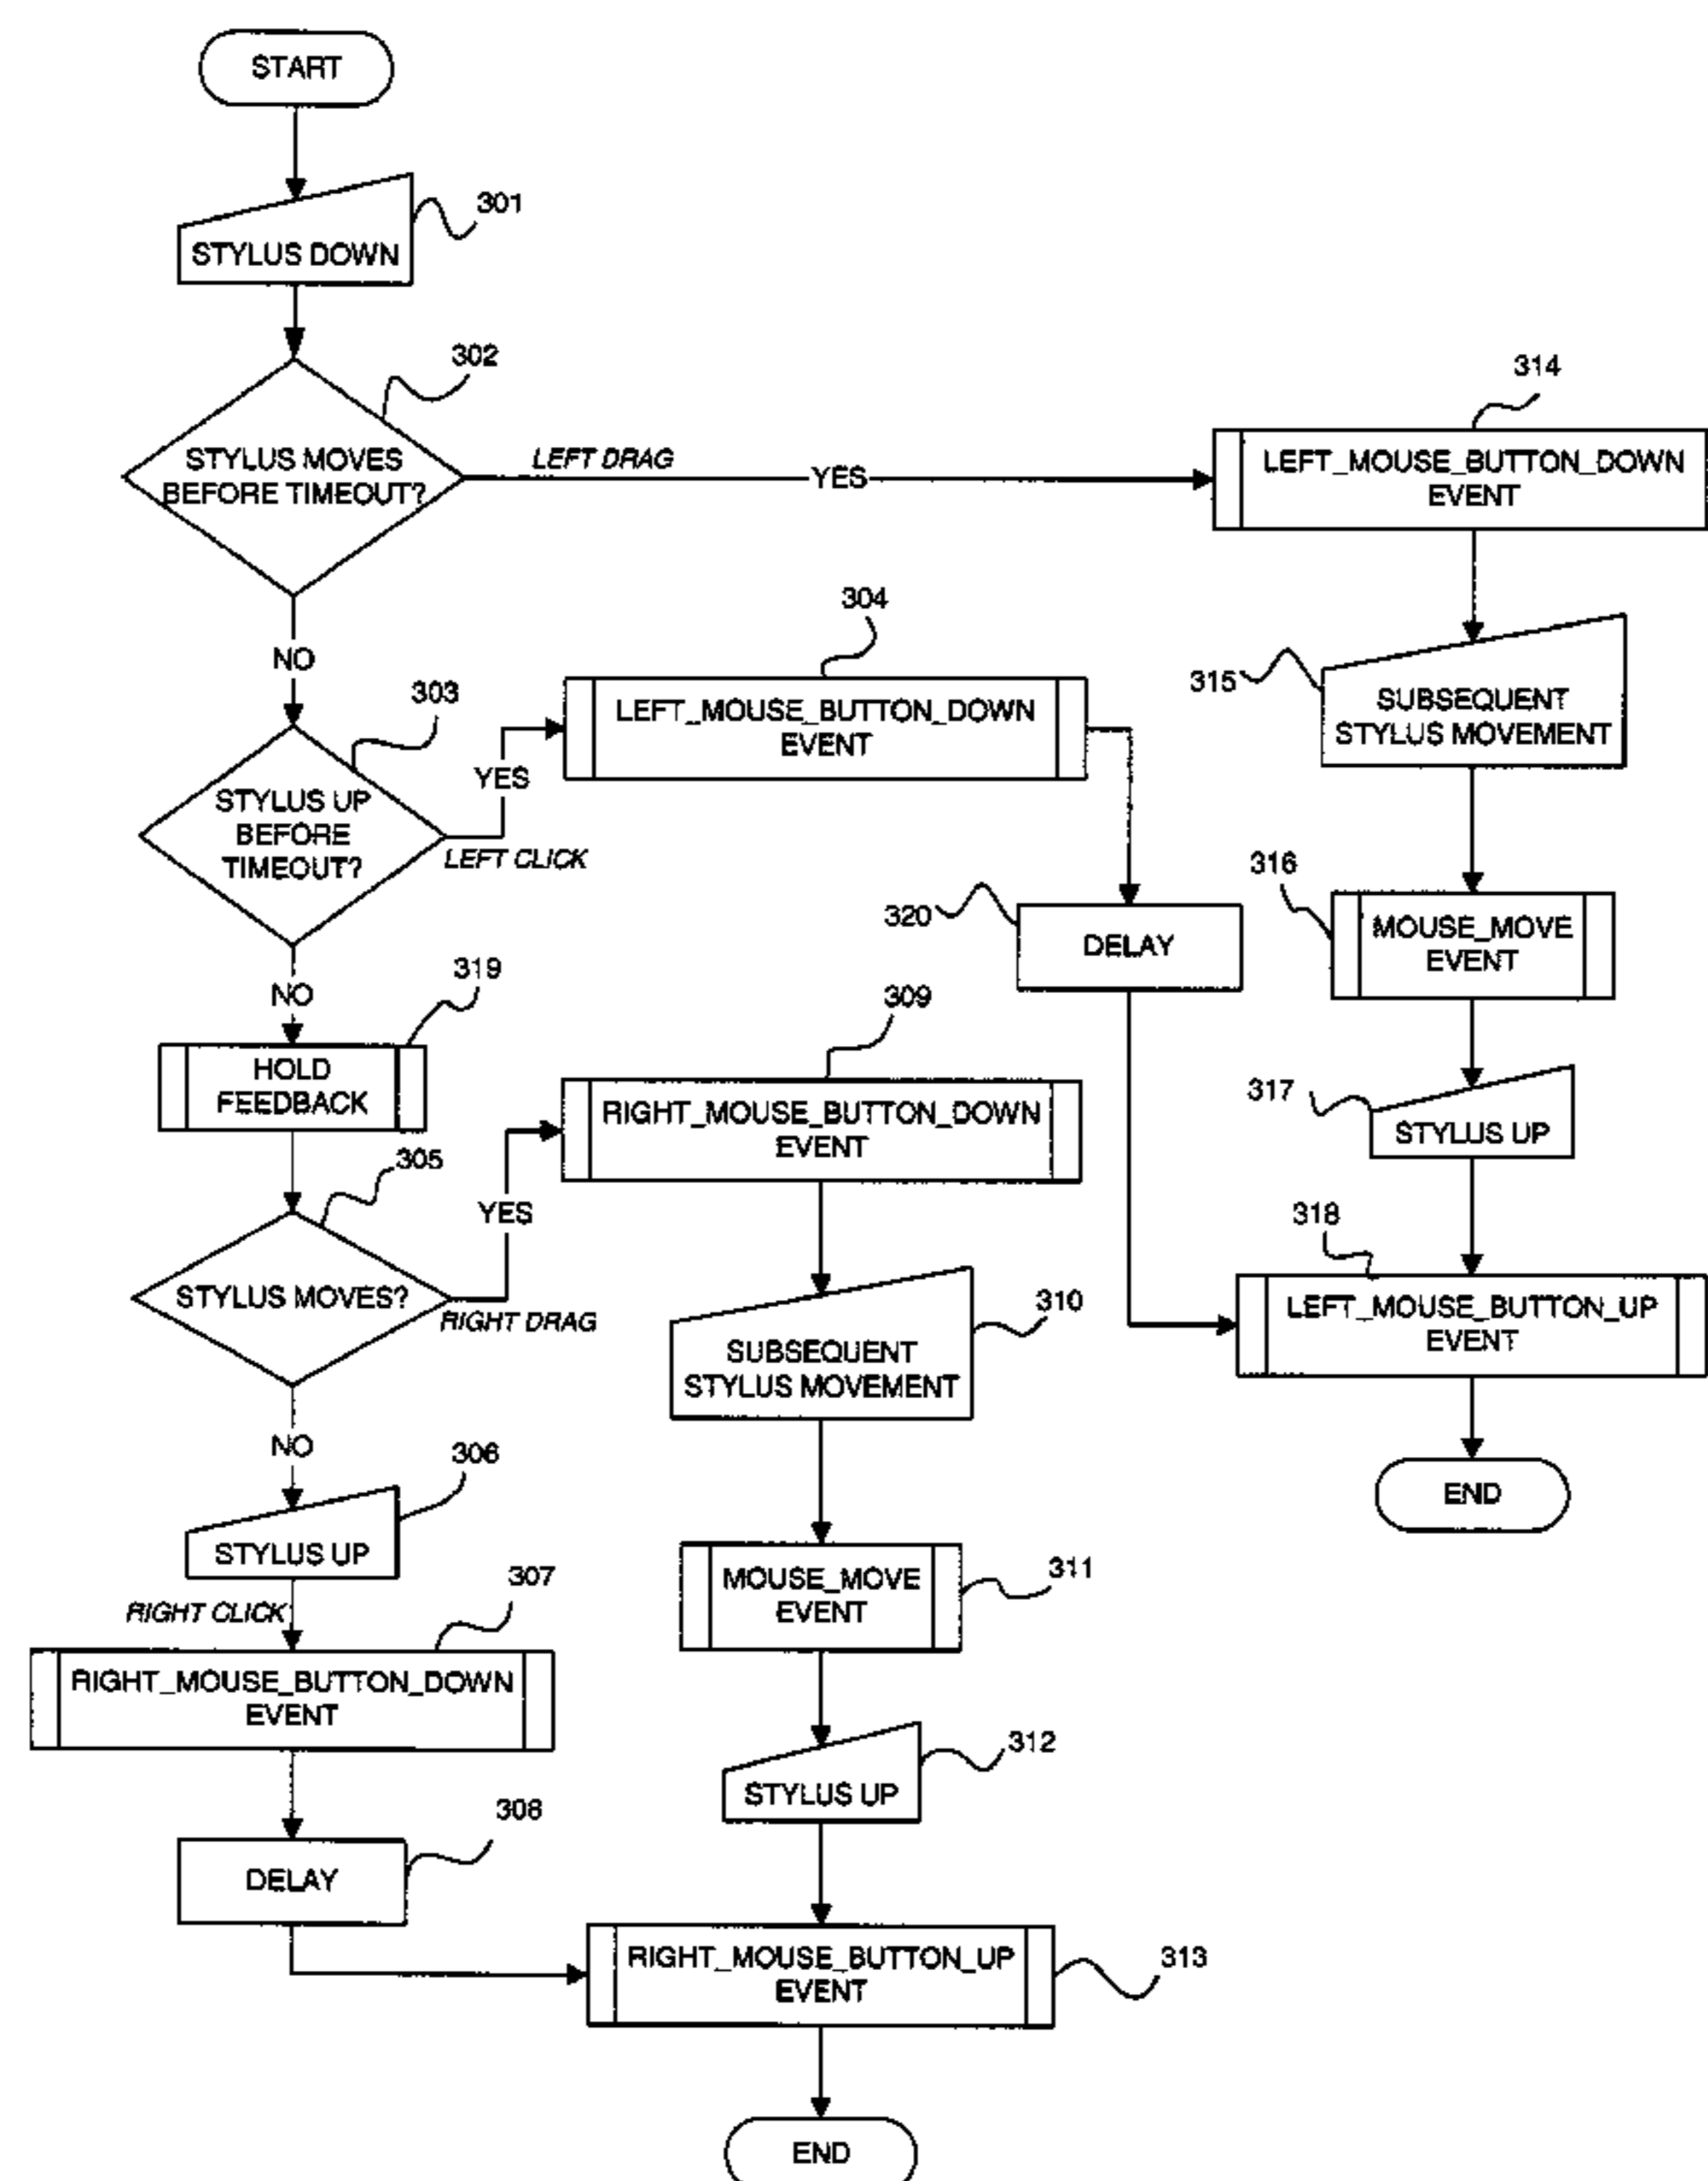 START
301
STYLUS DOWN
302
STYLUS MOVES
BEFORE TIMEOUT?
LEFT DRAG
YES
314
LEFT_MOUSE_BUTTON_DOWN
EVENT
NO
303
STYLUS UP
BEFORE
TIMEOUT?
YES
LEFT CLICK
304
LEFT_MOUSE_BUTTON_DOWN
EVENT
315
SUBSEQUENT
STYLUS MOVEMENT
320
DELAY
316
MOUSE_MOVE
EVENT
NO
319
HOLD
FEEDBACK
309
RIGHT_MOUSE_BUTTON_DOWN
EVENT
317
STYLUS UP
305
STYLUS MOVES?
YES
RIGHT DRAG
310
SUBSEQUENT
STYLUS MOVEMENT
318
LEFT_MOUSE_BUTTON_UP
EVENT
END
NO
306
STYLUS UP
RIGHT CLICK
307
RIGHT_MOUSE_BUTTON_DOWN
EVENT
311
MOUSE_MOVE
EVENT
312
STYLUS UP
308
DELAY
RIGHT_MOUSE_BUTTON_UP
EVENT
313
END